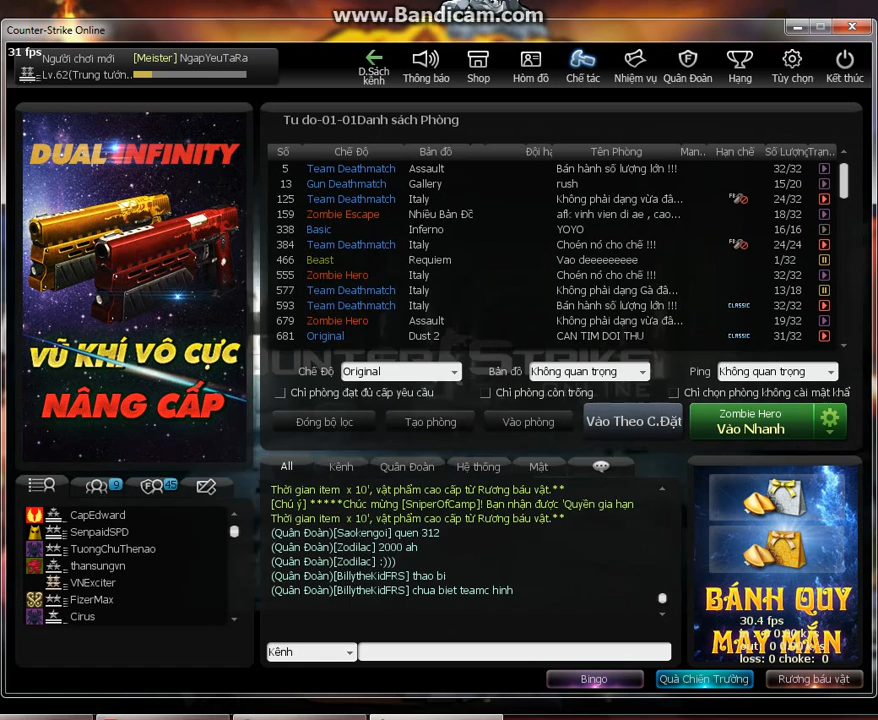 www.Bandicam.com
Counter-Strike Online
31 fps
Người chơi mới [Meister] NgapYeuTaRa
Lv.62(Trung tướn..
D.Sách kênh
Thông báo
Shop
Hòm đồ
Chế tác
Nhiệm vụ
Quân Đoàn
Hạng
Tùy chọn
Kết thúc
DUAL INFINITY
VŨ KHÍ VÔ CỰC
NÂNG CẤP
Tu do-01-01Danh sách Phòng
Số Chế Độ Bản đồ Đội hạ Tên Phòng Man.. Hạn chế Số Lượng Trạn..
5 Team Deathmatch Assault Bán hành số lượng lớn !!! 32/32
13 Gun Deathmatch Gallery rush 15/20
125 Team Deathmatch Italy Không phải dạng vừa đâ... 24/32
159 Zombie Escape Nhiều Bản Đồ afk vinh vien di ae , cao... 18/32
338 Basic Inferno YOYO 16/16
384 Team Deathmatch Italy Choén nó cho chế !!! 24/24
466 Beast Requiem Vao deeeeeeeee 1/32
555 Zombie Hero Italy Choén nó cho chế !!! 32/32
577 Team Deathmatch Italy Không phải dạng Gà đâ... 13/18
593 Team Deathmatch Italy Bán hành số lượng lớn !!! CLASSIC 32/32
679 Zombie Hero Assault Không phải dạng vừa đâ... 19/32
681 Original Dust 2 CAN TIM DOI THU CLASSIC 31/32
Chế Độ Original Bản đồ Không quan trọng Ping Không quan trọng
Chỉ phòng đạt đủ cấp yêu cầu Chỉ phòng còn trống Chỉ chọn phòng không cài mật khẩ
Đồng bộ lọc Tạo phòng Vào phòng Vào Theo C.Đặt
Zombie Hero
Vào Nhanh
All Kênh Quân Đoàn Hệ thống Mật
Thời gian item x 10', vật phẩm cao cấp từ Rương báu vật.**
[Chú ý] *****Chúc mừng [SniperOfCamp]! Bạn nhận được 'Quyền gia hạn
Thời gian item x 10', vật phẩm cao cấp từ Rương báu vật.**
(Quân Đoàn)[Saokengoi] quen 312
(Quân Đoàn)[Zodilac] 2000 ah
(Quân Đoàn)[Zodilac] :)))
(Quân Đoàn)[BillytheKidFRS] thao bi
(Quân Đoàn)[BillytheKidFRS] chua biet teamc hinh
Kênh
9
45
CapEdward
SenpaidSPD
TuongChuThenao
thansungvn
VNExciter
FizerMax
Cirus
BÁNH QUY
MAY MẮN
30.4 fps
loss: 0 choke: 0
Bingo
Quà Chiến Trường
Rương báu vật